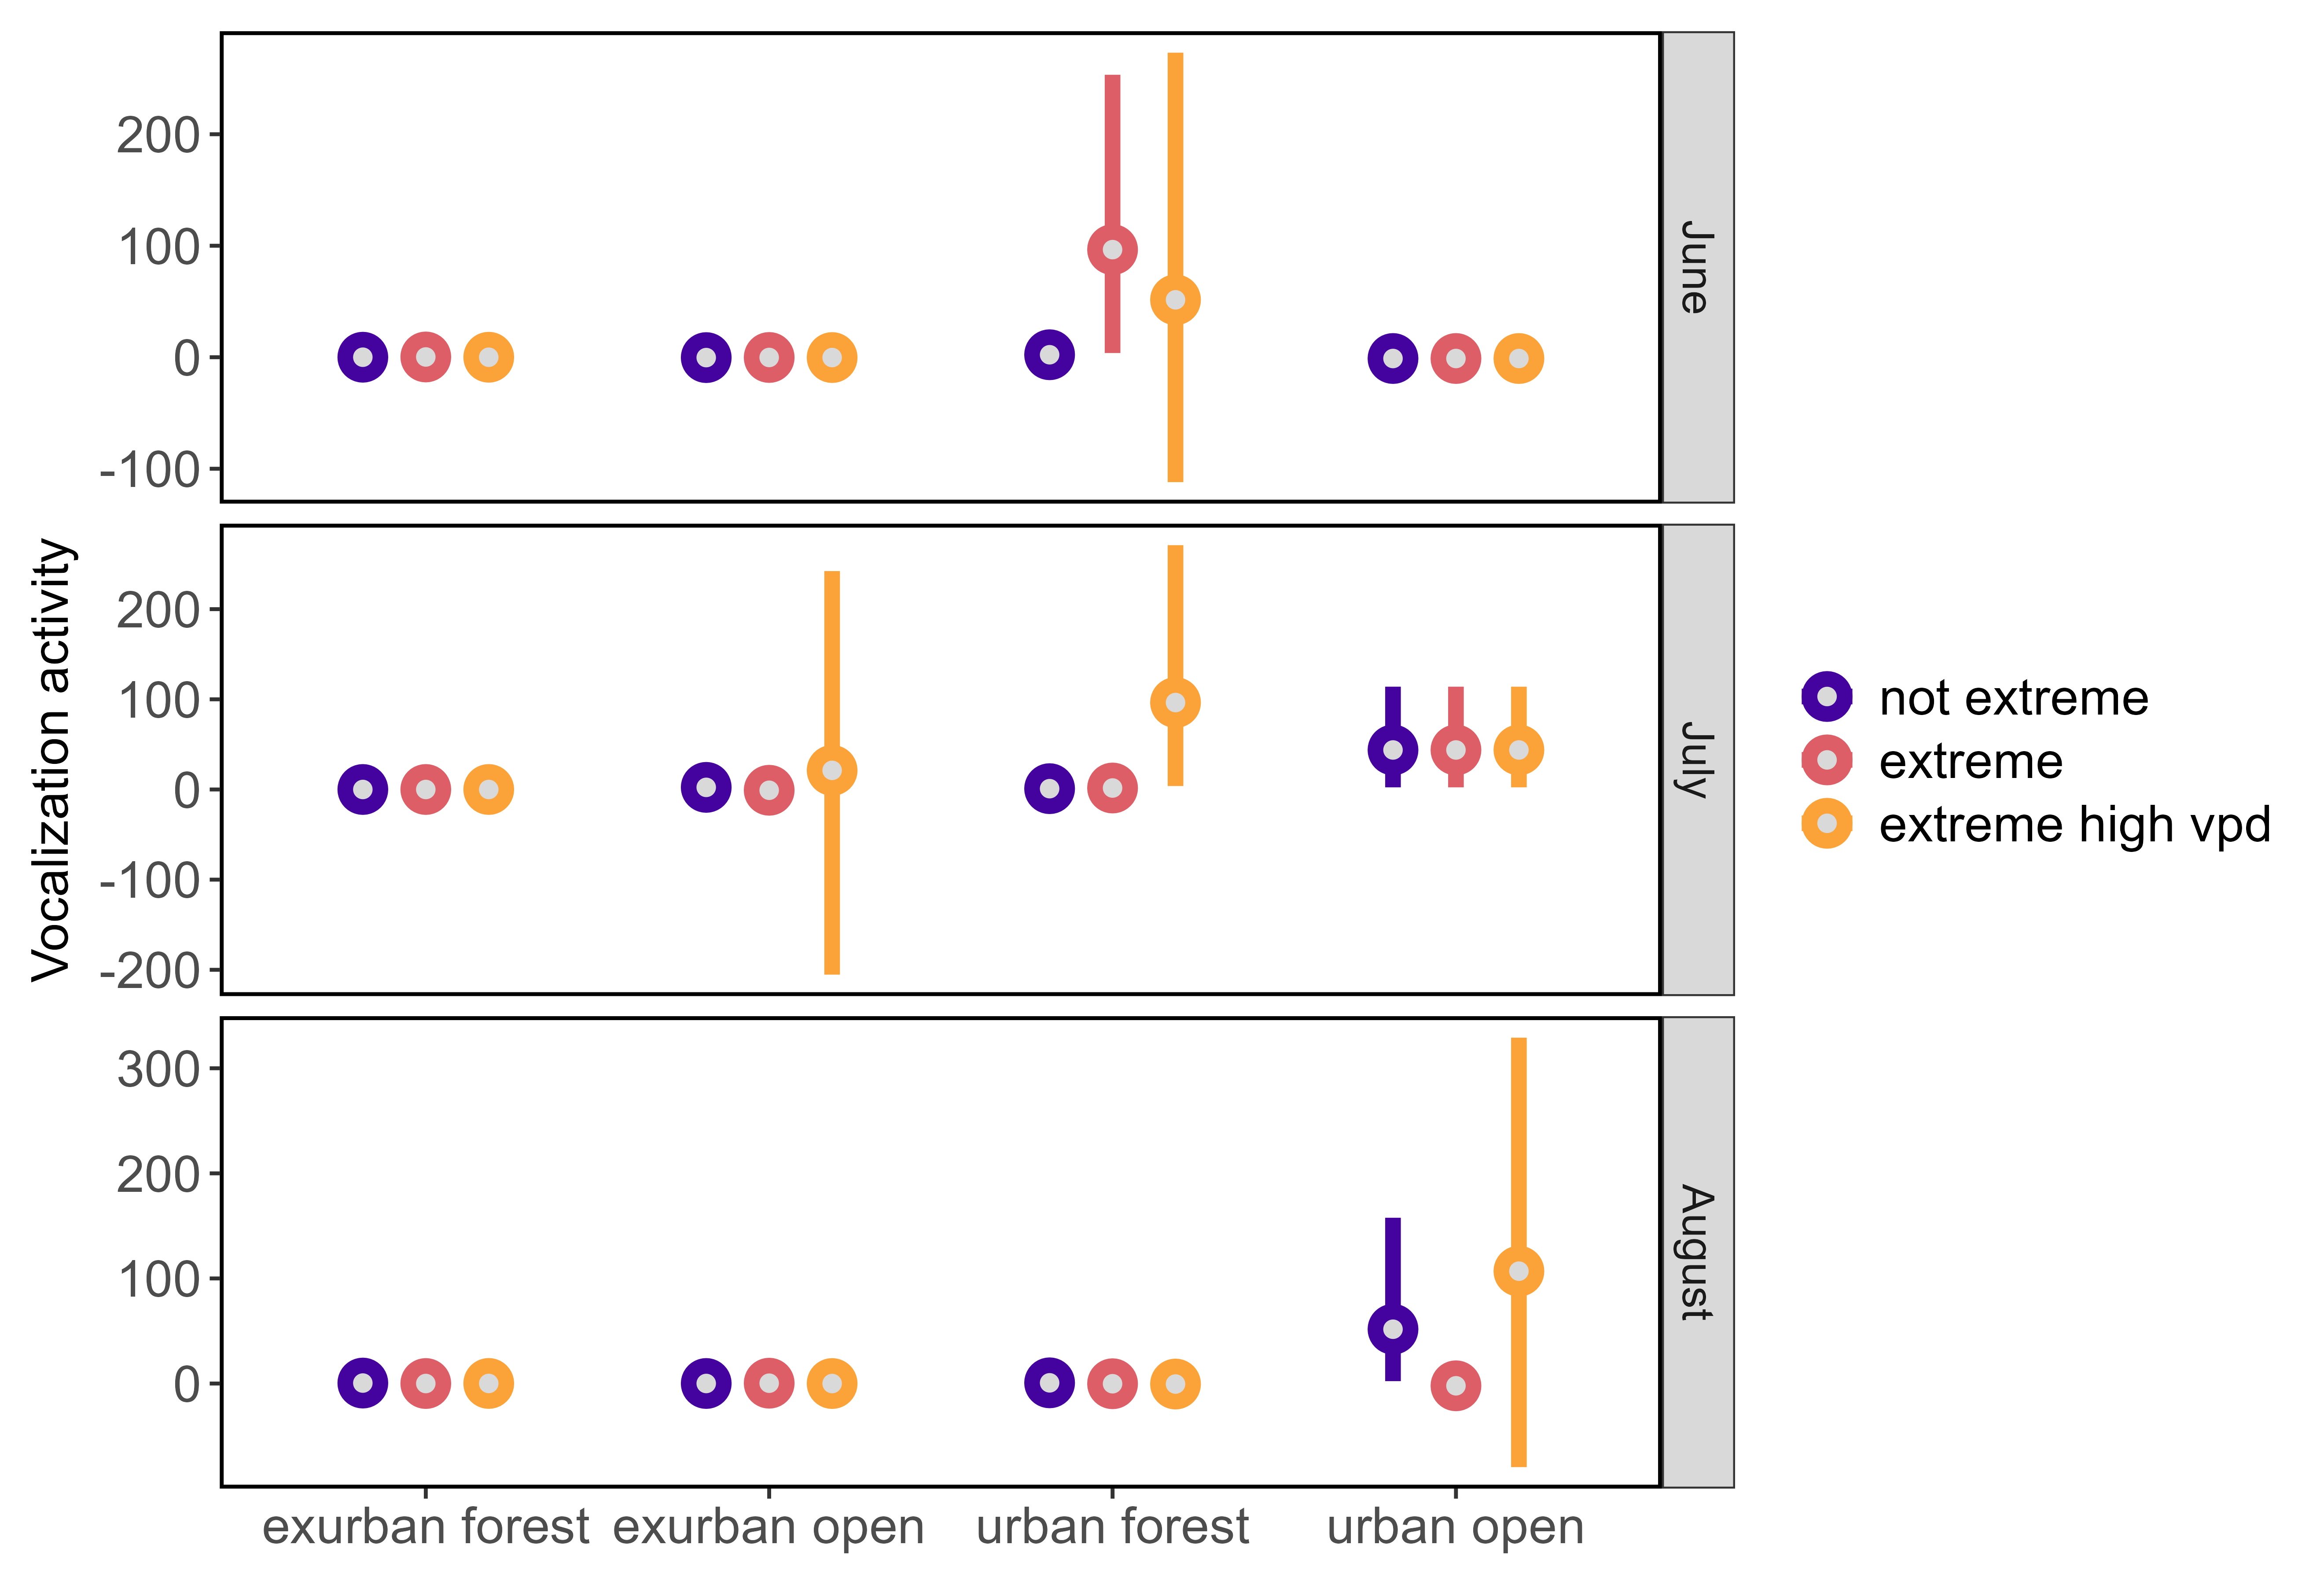 Vocalization activity
200
100
0
-100
June
200
100
0
-100
-200
July
300
200
100
0
August
exurban forest
exurban open
urban forest
urban open
not extreme
extreme
extreme high vpd